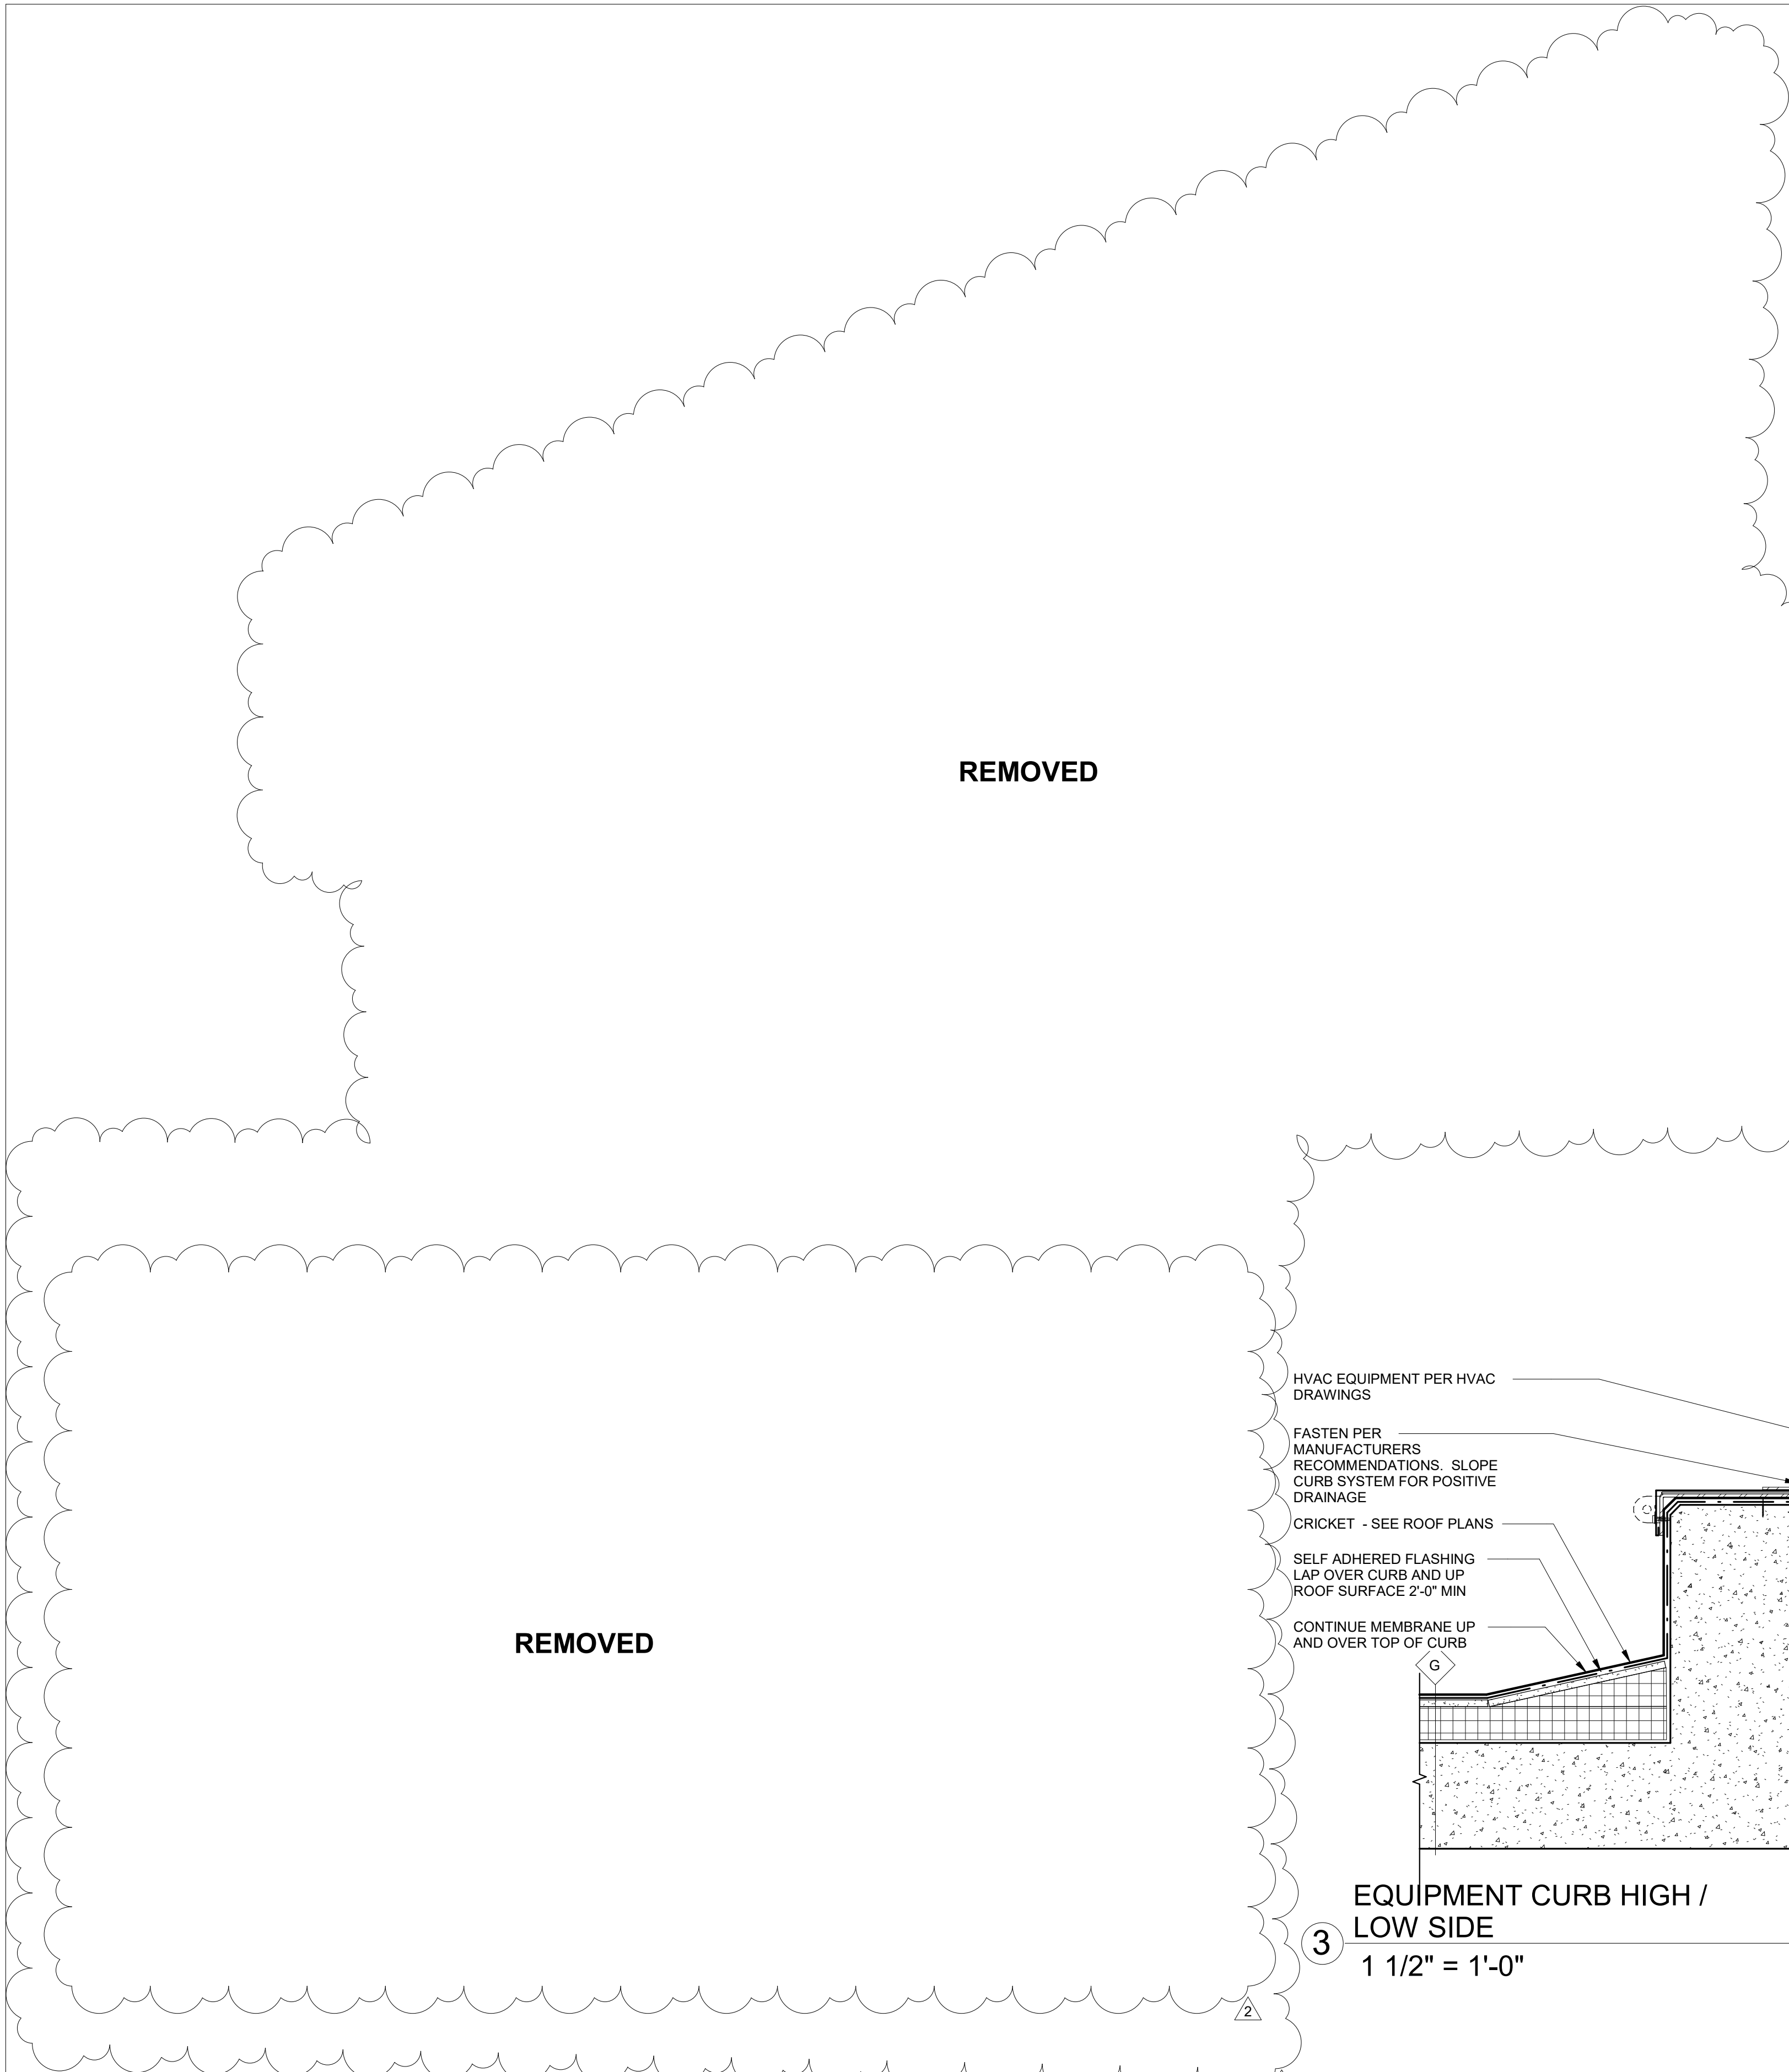 REMOVED
REMOVED
HVAC EQUIPMENT PER HVAC
DRAWINGS
FASTEN PER
MANUFACTURERS
RECOMMENDATIONS.  SLOPE
CURB SYSTEM FOR POSITIVE
DRAINAGE
CRICKET  - SEE ROOF PLANS
SELF ADHERED FLASHING
LAP OVER CURB AND UP
ROOF SURFACE 2'-0" MIN
CONTINUE MEMBRANE UP
AND OVER TOP OF CURB
G
EQUIPMENT CURB HIGH /
LOW SIDE
3
1 1/2" = 1'-0"
2